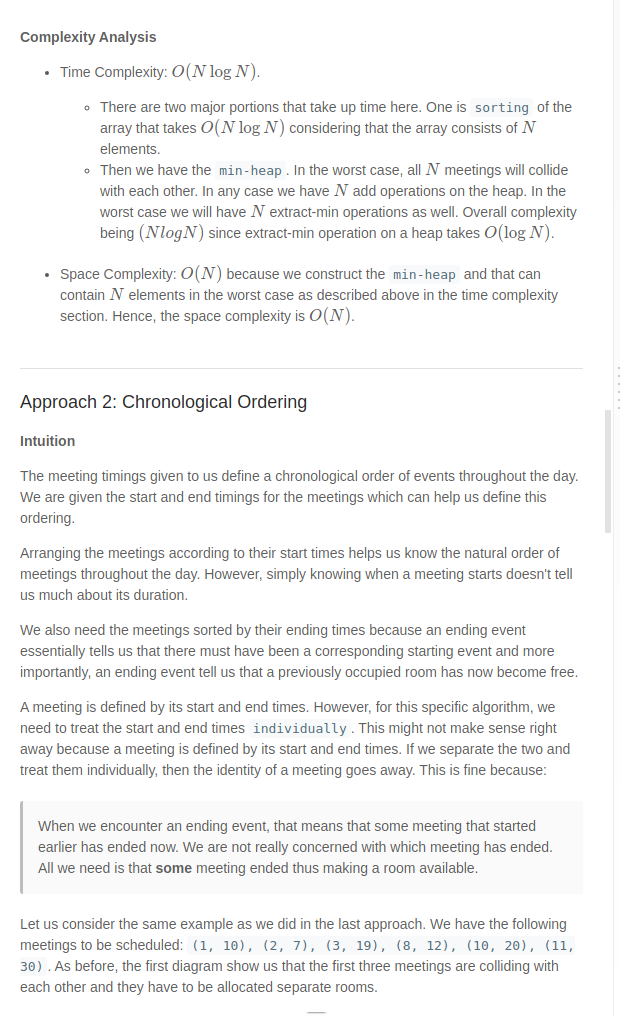 Complexity Analysis
Time Complexity: O(N log N).
There are two major portions that take up time here. One is sorting of the
array that takes O(N log N) considering that the array consists of N
elements.
Then we have the min-heap. In the worst case, all N meetings will collide
with each other. In any case we have N add operations on the heap. In the
worst case we will have N extract-min operations as well. Overall complexity
being (NlogN) since extract-min operation on a heap takes O(log N).
Space Complexity: O(N) because we construct the min-heap and that can
contain N elements in the worst case as described above in the time complexity
section. Hence, the space complexity is O(N).
Approach 2: Chronological Ordering
Intuition
The meeting timings given to us define a chronological order of events throughout the day.
We are given the start and end timings for the meetings which can help us define this
ordering.
Arranging the meetings according to their start times helps us know the natural order of
meetings throughout the day. However, simply knowing when a meeting starts doesn't tell
us much about its duration.
We also need the meetings sorted by their ending times because an ending event
essentially tells us that there must have been a corresponding starting event and more
importantly, an ending event tell us that a previously occupied room has now become free.
A meeting is defined by its start and end times. However, for this specific algorithm, we
need to treat the start and end times individually. This might not make sense right
away because a meeting is defined by its start and end times. If we separate the two and
treat them individually, then the identity of a meeting goes away. This is fine because:
When we encounter an ending event, that means that some meeting that started
earlier has ended now. We are not really concerned with which meeting has ended.
All we need is that some meeting ended thus making a room available.
Let us consider the same example as we did in the last approach. We have the following
meetings to be scheduled: (1, 10), (2, 7), (3, 19), (8, 12), (10, 20), (11,
30). As before, the first diagram show us that the first three meetings are colliding with
each other and they have to be allocated separate rooms.